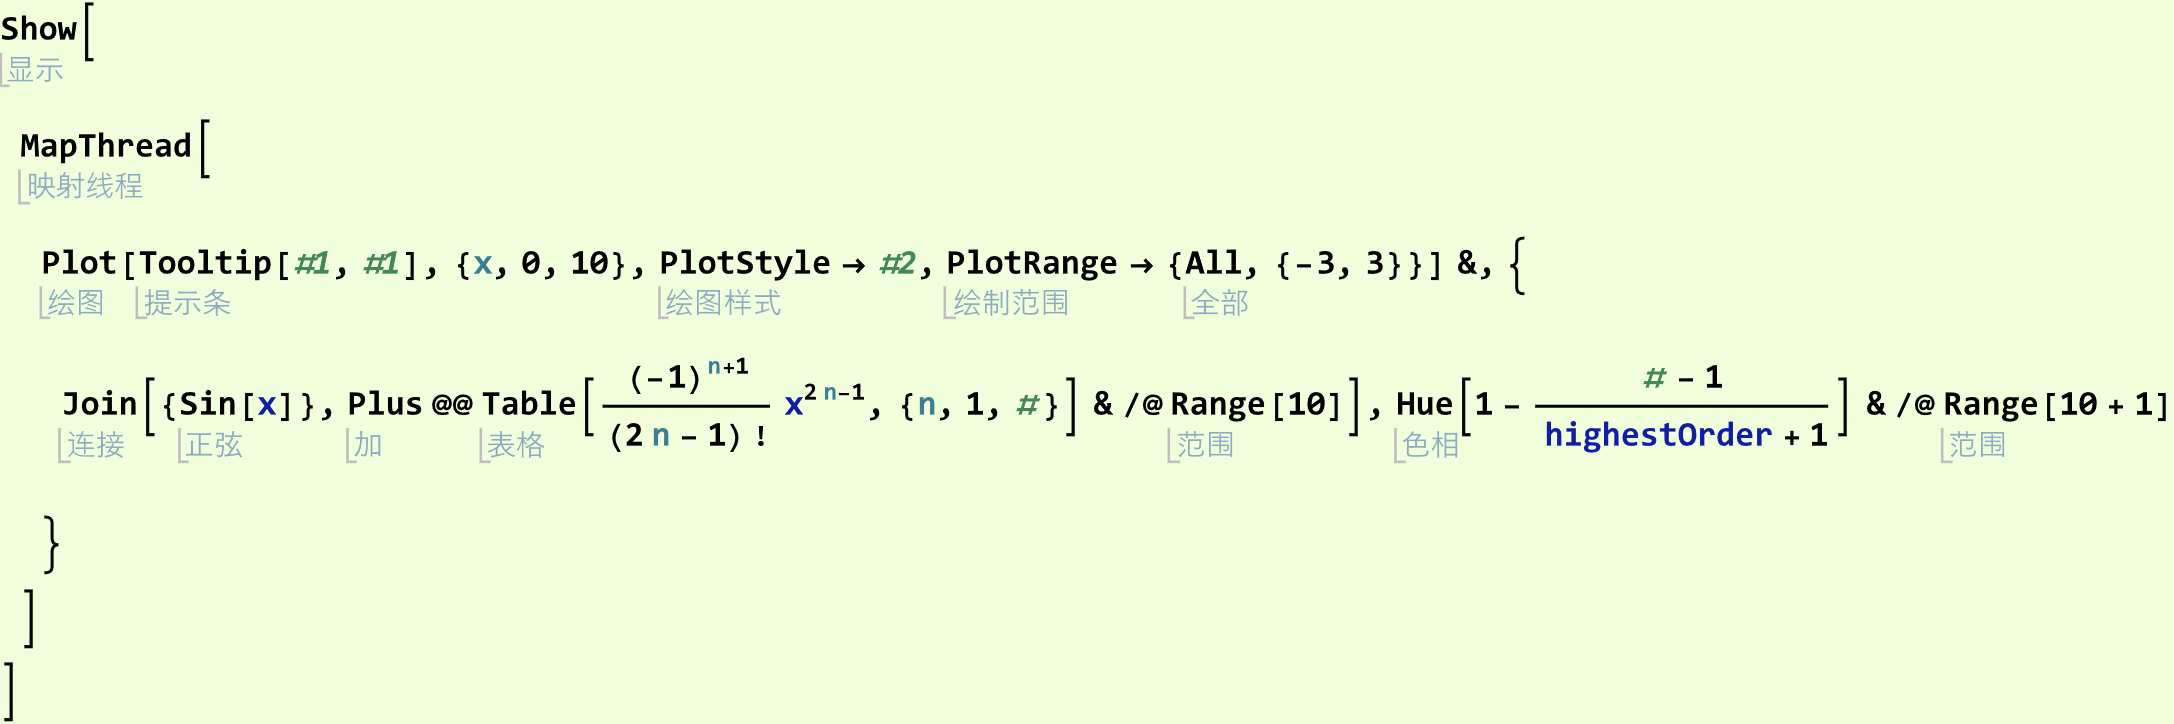 Show[
显示
MapThread[
映射线程
Plot[Tooltip[#1, #1], {x, 0, 10}, PlotStyle → #2, PlotRange → {All, {-3, 3}}] &, {
绘图 提示条 绘图样式 绘制范围 全部
Join[{Sin[x]}, Plus @@ Table[(-1)^(n+1)/(2 n - 1)! x^(2 n-1), {n, 1, #}] & /@ Range[10]], Hue[1 - (# - 1)/(highestOrder + 1)] & /@ Range[10 + 1]
连接 正弦 加 表格 范围 色相 范围
}
]
]